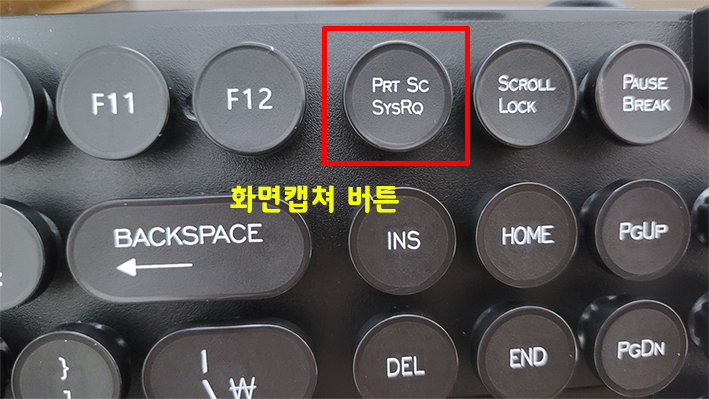 F11
F12
PRT SC
SYSRQ
SCROLL
LOCK
PAUSE
BREAK
화면캡쳐 버튼
BACKSPACE
INS
HOME
PGUP
}
]
|
\ ₩
DEL
END
PGDN